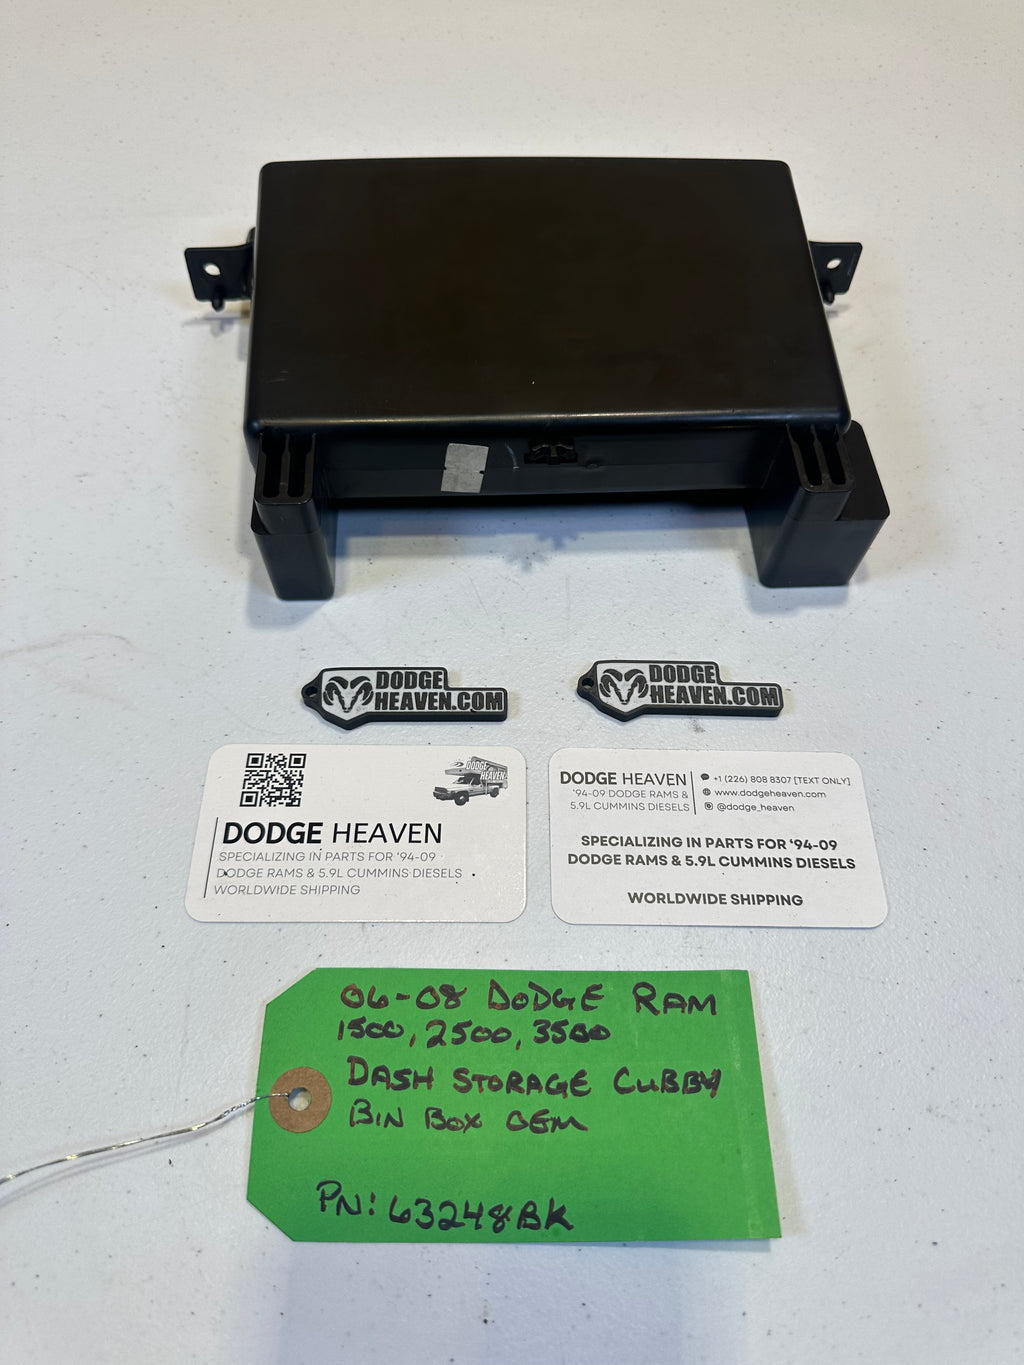 DODGE
HEAVEN.COM
DODGE
HEAVEN.COM
DODGE
HEAVEN
DODGE HEAVEN
SPECIALIZING IN PARTS FOR '94-09
DODGE RAMS & 5.9L CUMMINS DIESELS
WORLDWIDE SHIPPING
DODGE HEAVEN
'94-09 DODGE RAMS &
5.9L CUMMINS DIESELS
+1 (226) 808 8307 [TEXT ONLY]
www.dodgeheaven.com
@dodge_heaven
SPECIALIZING IN PARTS FOR '94-09
DODGE RAMS & 5.9L CUMMINS DIESELS
WORLDWIDE SHIPPING
06-08 DODGE RAM
1500, 2500, 3500
DASH STORAGE CUBBY
BIN BOX OEM
PN: 63248BK